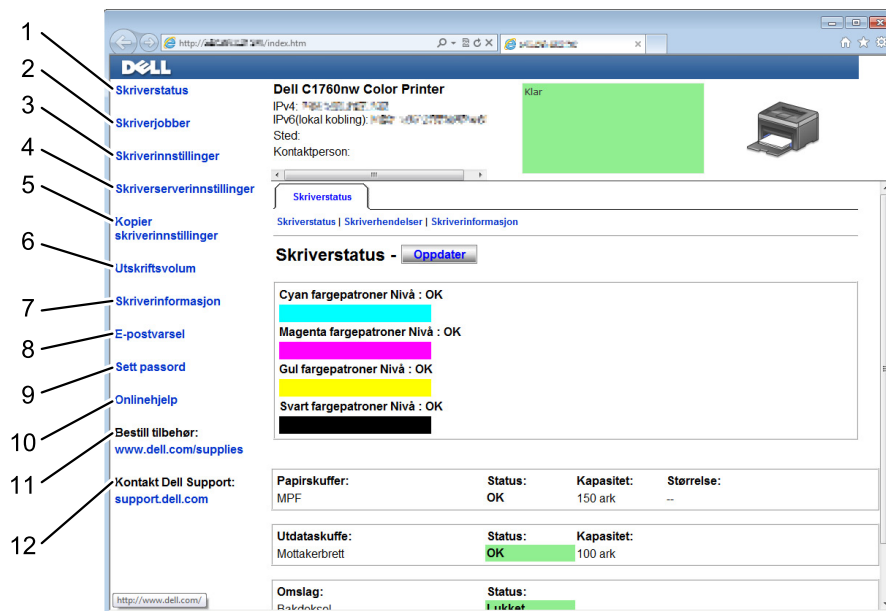 1
2
3
4
5
6
7
8
9
10
11
12
http:// /index.htm
DELL
Skriverstatus
Skriverjobber
Skriverinnstillinger
Skriverserverinnstillinger
Kopier
skriverinnstillinger
Utskriftsvolum
Skriverinformasjon
E-postvarsel
Sett passord
Onlinehjelp
Bestill tilbehør:
www.dell.com/supplies
Kontakt Dell Support:
support.dell.com
http://www.dell.com/
Dell C1760nw Color Printer
IPv4:
IPv6(lokal kobling):
Sted:
Kontaktperson:
Klar
Skriverstatus
Skriverstatus | Skriverhendelser | Skriverinformasjon
Skriverstatus - Oppdater
Cyan fargepatroner Nivå : OK
Magenta fargepatroner Nivå : OK
Gul fargepatroner Nivå : OK
Svart fargepatroner Nivå : OK
Papirskuffer: Status: Kapasitet: Størrelse:
MPF OK 150 ark --
Utdataskuffe: Status: Kapasitet:
Mottakerbrett OK 100 ark
Omslag: Status:
Bakdeksel Lukket